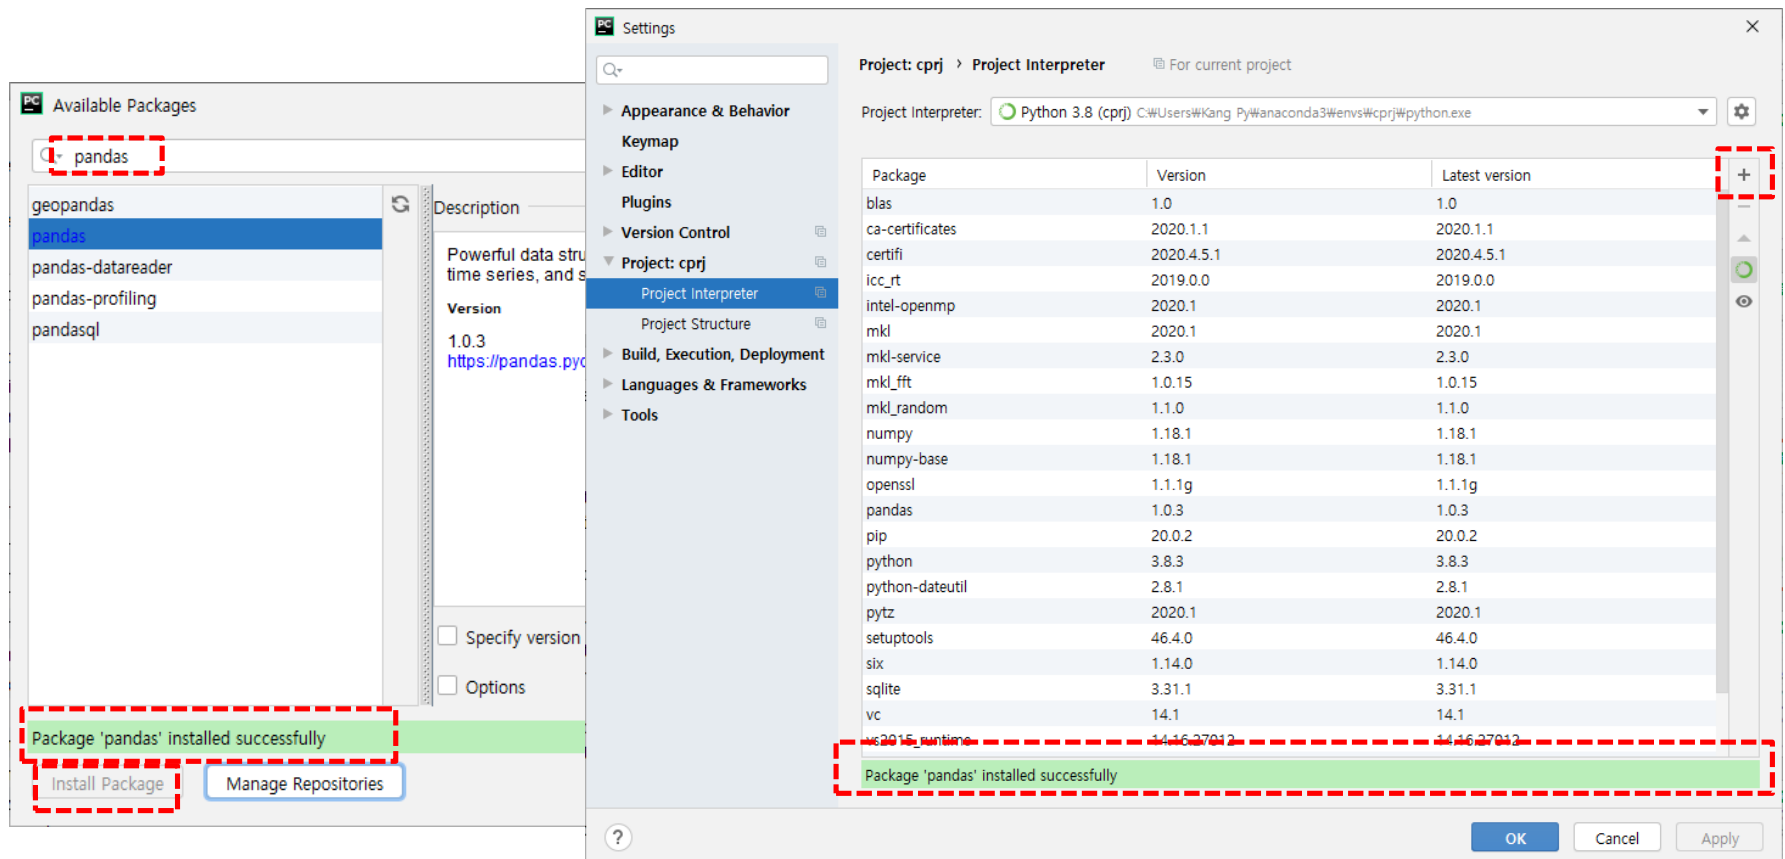 PC Available Packages
pandas
geopandas
pandas
pandas-datareader
pandas-profiling
pandasql
Description
Powerful data stru
time series, and s
Version
1.0.3
https://pandas.pyc
Specify version
Options
Package 'pandas' installed successfully
Install Package Manage Repositories
PC Settings
Appearance & Behavior
Keymap
Editor
Plugins
Version Control
Project: cprj
Project Interpreter
Project Structure
Build, Execution, Deployment
Languages & Frameworks
Tools
Project: cprj › Project Interpreter For current project
Project Interpreter: Python 3.8 (cprj) C:₩Users₩Kang Py₩anaconda3₩envs₩cprj₩python.exe
Package Version Latest version
blas 1.0 1.0
ca-certificates 2020.1.1 2020.1.1
certifi 2020.4.5.1 2020.4.5.1
icc_rt 2019.0.0 2019.0.0
intel-openmp 2020.1 2020.1
mkl 2020.1 2020.1
mkl-service 2.3.0 2.3.0
mkl_fft 1.0.15 1.0.15
mkl_random 1.1.0 1.1.0
numpy 1.18.1 1.18.1
numpy-base 1.18.1 1.18.1
openssl 1.1.1g 1.1.1g
pandas 1.0.3 1.0.3
pip 20.0.2 20.0.2
python 3.8.3 3.8.3
python-dateutil 2.8.1 2.8.1
pytz 2020.1 2020.1
setuptools 46.4.0 46.4.0
six 1.14.0 1.14.0
sqlite 3.31.1 3.31.1
vc 14.1 14.1
vs2015_runtime 14.16.27012 14.16.27012
Package 'pandas' installed successfully
? OK Cancel Apply